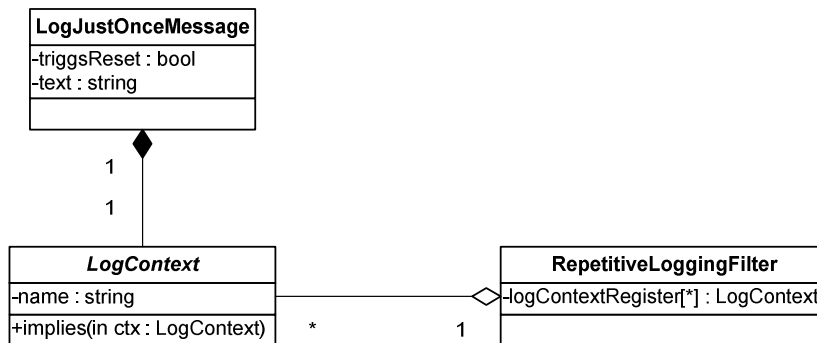 LogJustOnceMessage
-triggsReset : bool
-text : string
1
1
LogContext
-name : string
+implies(in ctx : LogContext)
*
1
RepetitiveLoggingFilter
-logContextRegister[*] : LogContext